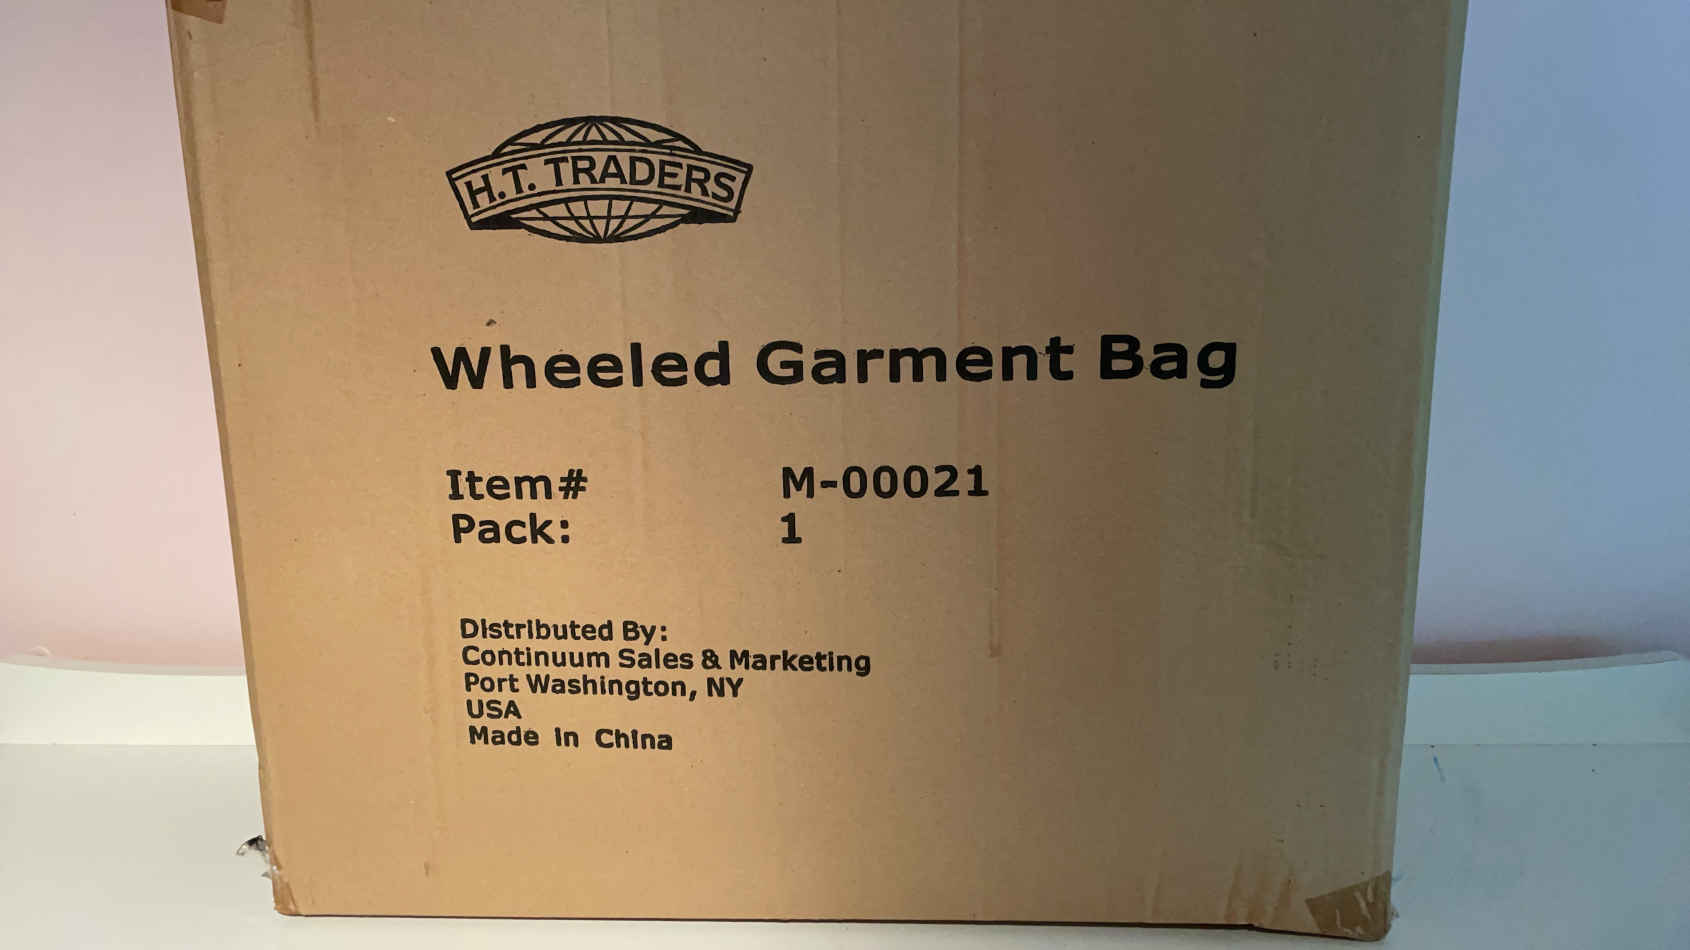 H.T. TRADERS
Wheeled Garment Bag
Item# M-00021
Pack: 1
Distributed By:
Continuum Sales & Marketing
Port Washington, NY
USA
Made in China